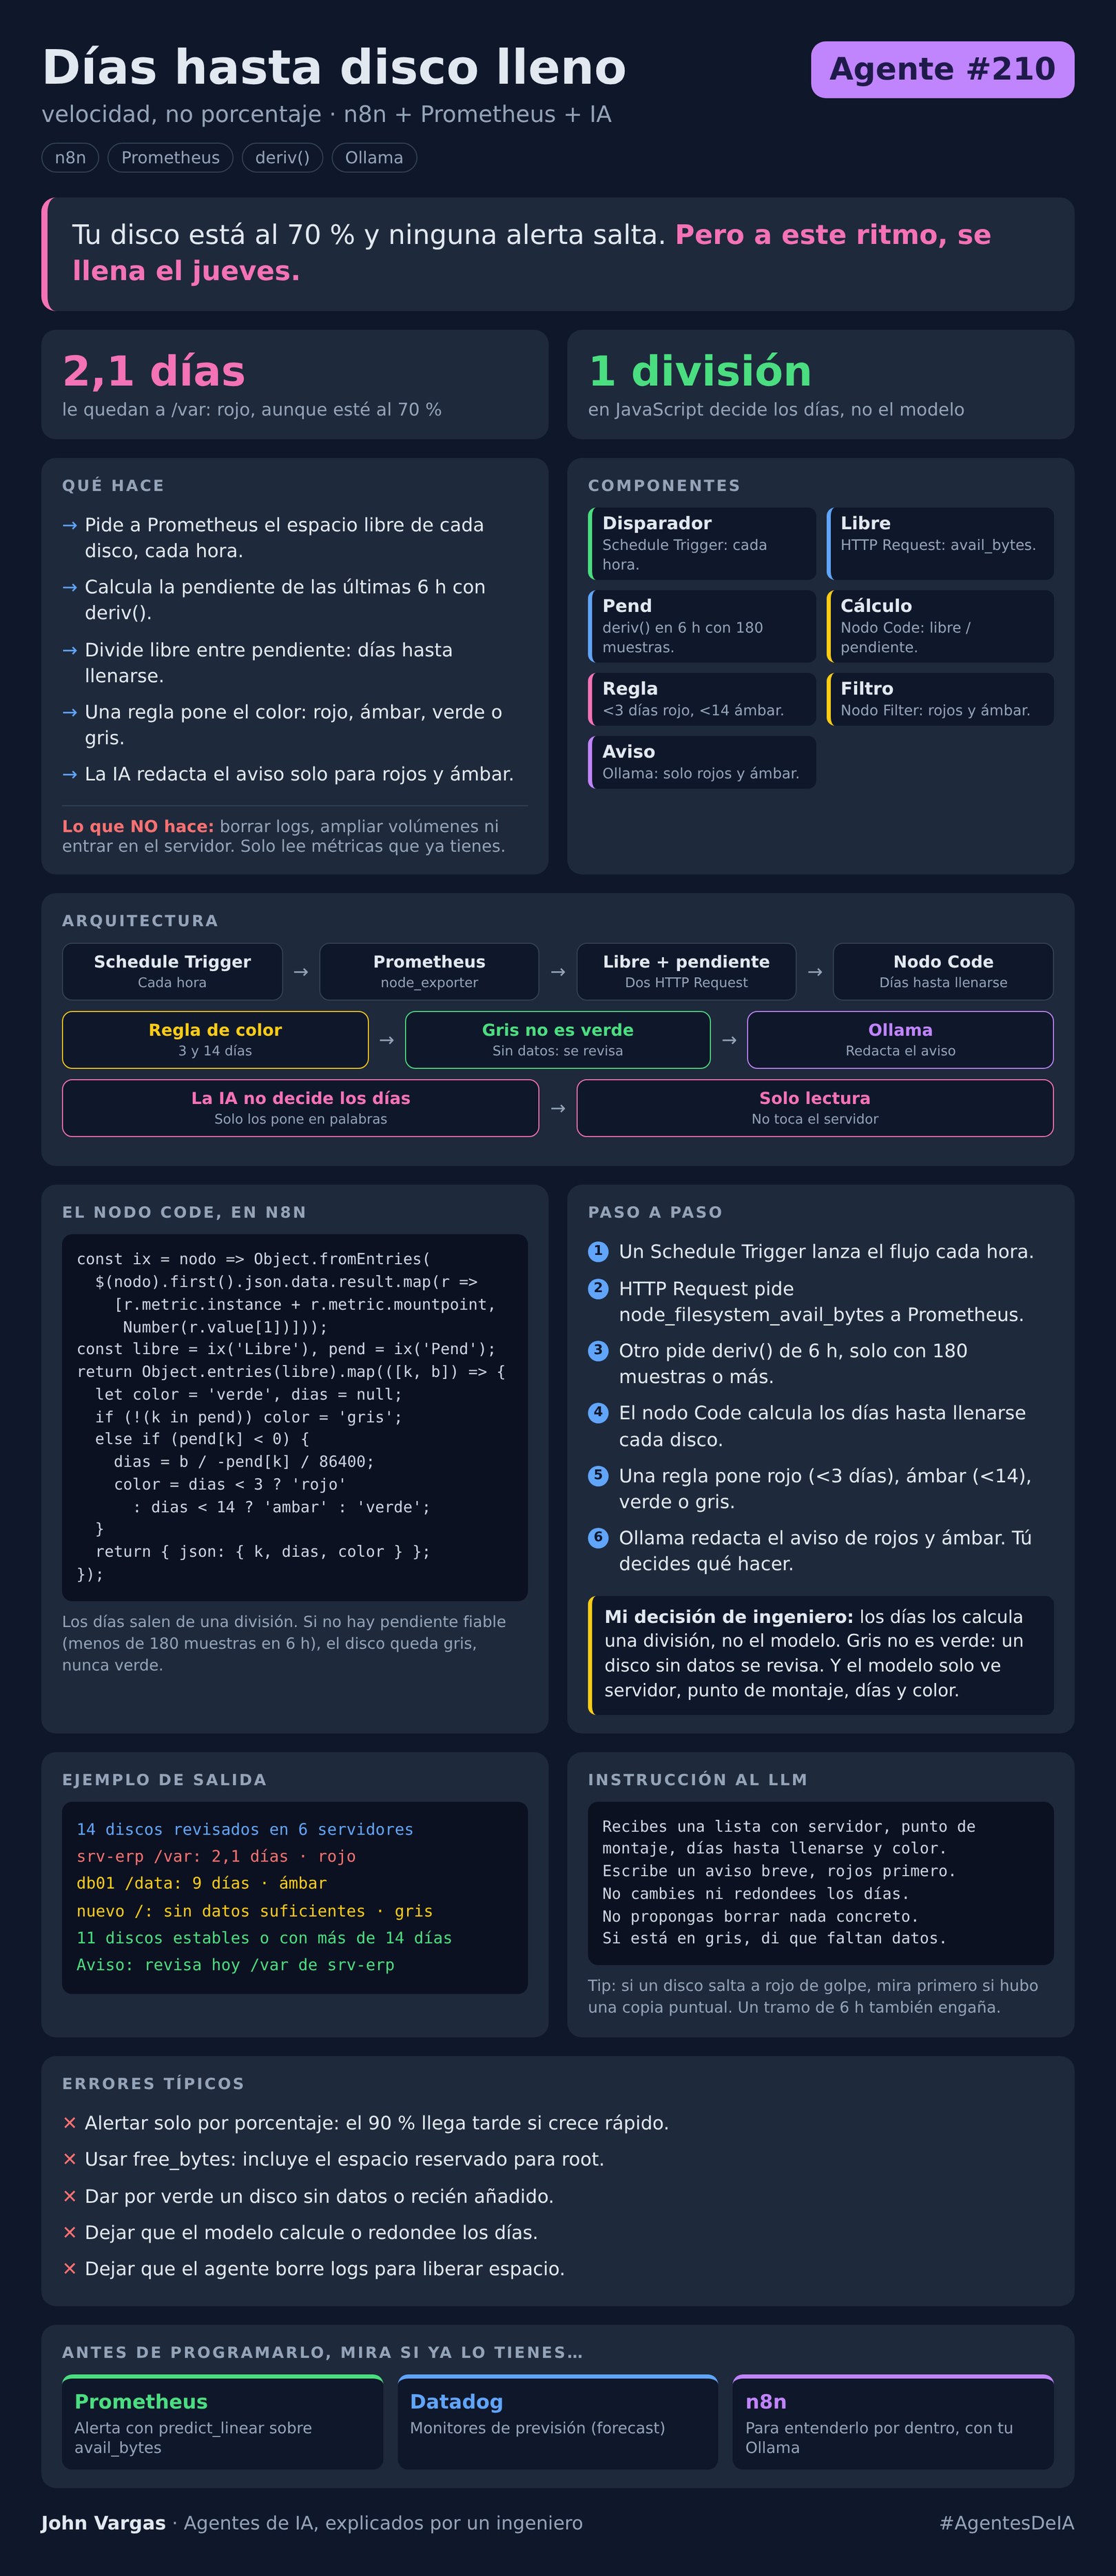 Días hasta disco lleno
Agente #210
velocidad, no porcentaje · n8n + Prometheus + IA
n8n
Prometheus
deriv()
Ollama
Tu disco está al 70 % y ninguna alerta salta. Pero a este ritmo, se
llena el jueves.
2,1 días
le quedan a /var: rojo, aunque esté al 70 %
1 división
en JavaScript decide los días, no el modelo
QUÉ HACE
→ Pide a Prometheus el espacio libre de cada
disco, cada hora.
→ Calcula la pendiente de las últimas 6 h con
deriv().
→ Divide libre entre pendiente: días hasta
llenarse.
→ Una regla pone el color: rojo, ámbar, verde o
gris.
→ La IA redacta el aviso solo para rojos y ámbar.
Lo que NO hace: borrar logs, ampliar volúmenes ni
entrar en el servidor. Solo lee métricas que ya tienes.
COMPONENTES
Disparador
Schedule Trigger: cada
hora.
Libre
HTTP Request: avail_bytes.
Pend
deriv() en 6 h con 180
muestras.
Cálculo
Nodo Code: libre /
pendiente.
Regla
<3 días rojo, <14 ámbar.
Filtro
Nodo Filter: rojos y ámbar.
Aviso
Ollama: solo rojos y ámbar.
ARQUITECTURA
Schedule Trigger
Cada hora
→
Prometheus
node_exporter
→
Libre + pendiente
Dos HTTP Request
→
Nodo Code
Días hasta llenarse
Regla de color
3 y 14 días
→
Gris no es verde
Sin datos: se revisa
→
Ollama
Redacta el aviso
La IA no decide los días
Solo los pone en palabras
→
Solo lectura
No toca el servidor
EL NODO CODE, EN N8N
const ix = nodo => Object.fromEntries(
  $(nodo).first().json.data.result.map(r =>
    [r.metric.instance + r.metric.mountpoint,
     Number(r.value[1])]));
const libre = ix('Libre'), pend = ix('Pend');
return Object.entries(libre).map(([k, b]) => {
  let color = 'verde', dias = null;
  if (!(k in pend)) color = 'gris';
  else if (pend[k] < 0) {
    dias = b / -pend[k] / 86400;
    color = dias < 3 ? 'rojo'
      : dias < 14 ? 'ambar' : 'verde';
  }
  return { json: { k, dias, color } };
});
Los días salen de una división. Si no hay pendiente fiable
(menos de 180 muestras en 6 h), el disco queda gris,
nunca verde.
PASO A PASO
1 Un Schedule Trigger lanza el flujo cada hora.
2 HTTP Request pide
node_filesystem_avail_bytes a Prometheus.
3 Otro pide deriv() de 6 h, solo con 180
muestras o más.
4 El nodo Code calcula los días hasta llenarse
cada disco.
5 Una regla pone rojo (<3 días), ámbar (<14),
verde o gris.
6 Ollama redacta el aviso de rojos y ámbar. Tú
decides qué hacer.
Mi decisión de ingeniero: los días los calcula
una división, no el modelo. Gris no es verde: un
disco sin datos se revisa. Y el modelo solo ve
servidor, punto de montaje, días y color.
EJEMPLO DE SALIDA
14 discos revisados en 6 servidores
srv-erp /var: 2,1 días · rojo
db01 /data: 9 días · ámbar
nuevo /: sin datos suficientes · gris
11 discos estables o con más de 14 días
Aviso: revisa hoy /var de srv-erp
INSTRUCCIÓN AL LLM
Recibes una lista con servidor, punto de
montaje, días hasta llenarse y color.
Escribe un aviso breve, rojos primero.
No cambies ni redondees los días.
No propongas borrar nada concreto.
Si está en gris, di que faltan datos.
Tip: si un disco salta a rojo de golpe, mira primero si hubo
una copia puntual. Un tramo de 6 h también engaña.
ERRORES TÍPICOS
✕ Alertar solo por porcentaje: el 90 % llega tarde si crece rápido.
✕ Usar free_bytes: incluye el espacio reservado para root.
✕ Dar por verde un disco sin datos o recién añadido.
✕ Dejar que el modelo calcule o redondee los días.
✕ Dejar que el agente borre logs para liberar espacio.
ANTES DE PROGRAMARLO, MIRA SI YA LO TIENES…
Prometheus
Alerta con predict_linear sobre
avail_bytes
Datadog
Monitores de previsión (forecast)
n8n
Para entenderlo por dentro, con tu
Ollama
John Vargas · Agentes de IA, explicados por un ingeniero
#AgentesDeIA